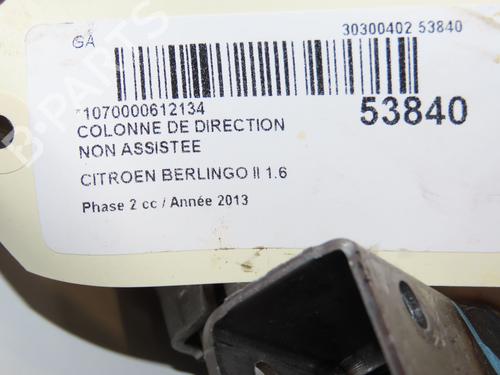 GA
30300402 53840
*1070000612134
53840
COLONNE DE DIRECTION
NON ASSISTEE
CITROEN BERLINGO II 1.6
Phase 2 cc / Année 2013
B-PARTS